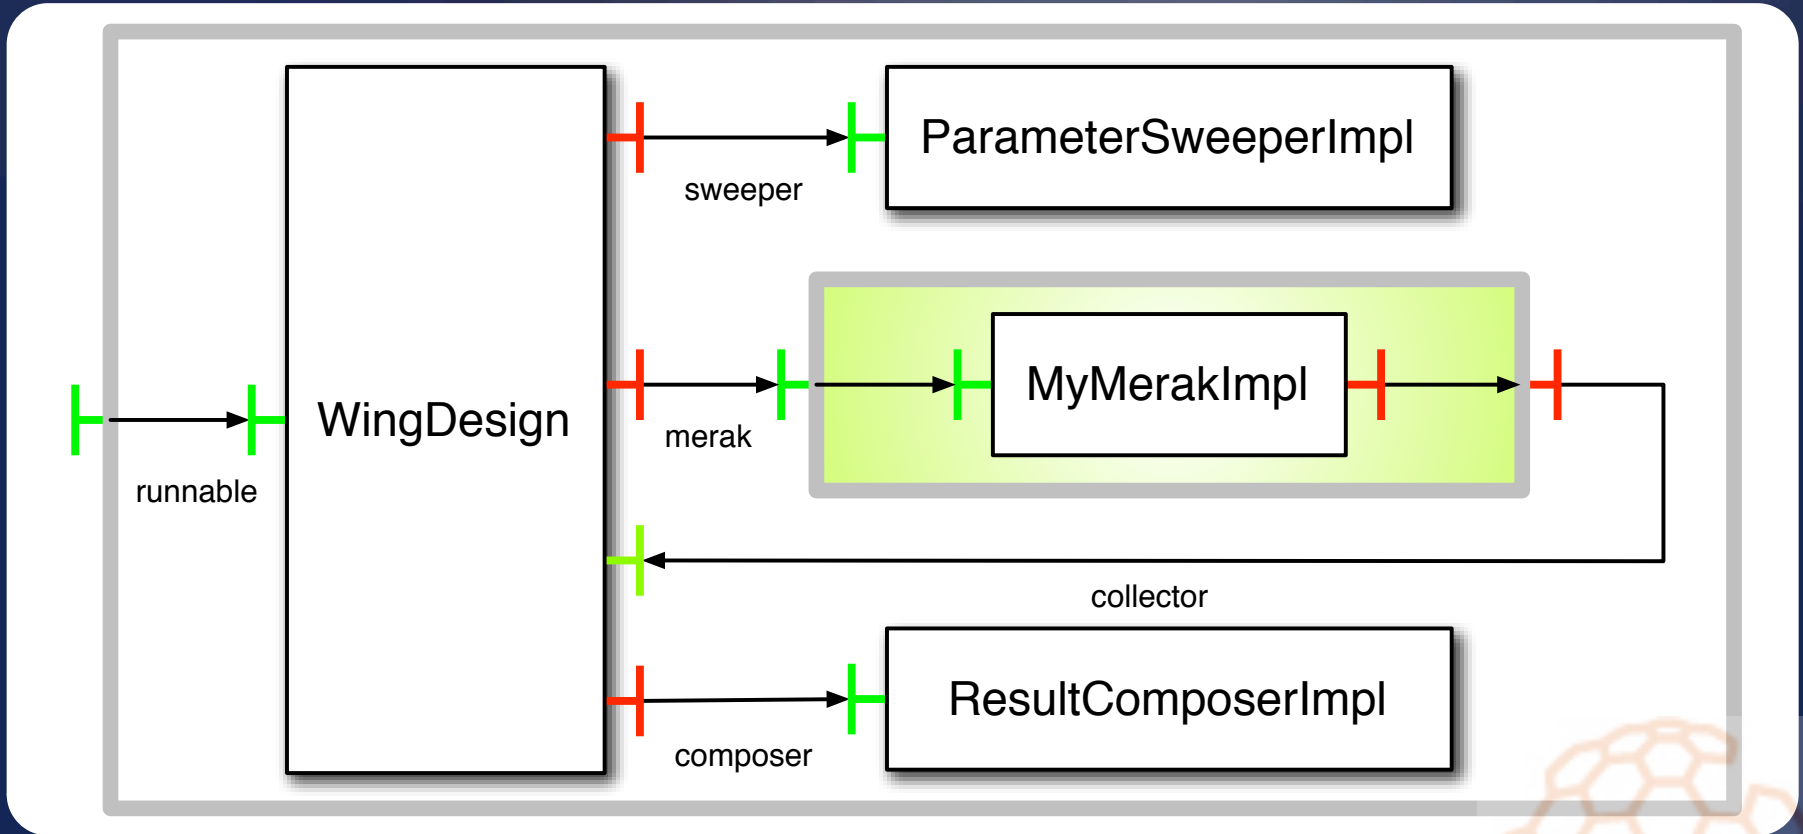 ParameterSweeperImpl
sweeper
WingDesign
MyMerakImpl
merak
runnable
collector
ResultComposerImpl
composer